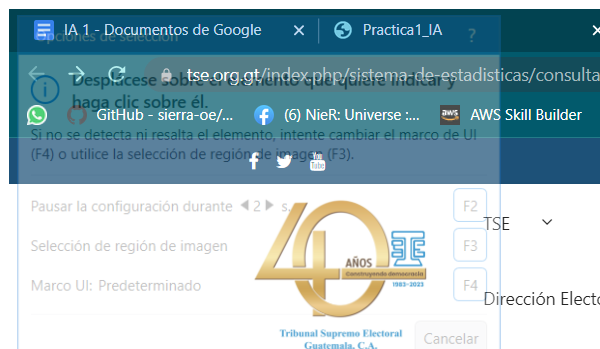 IA 1 - Documentos de Google
Practica1_IA
Opciones de selección
?
tse.org.gt/index.php/sistema-de-estadisticas/consulta
Desplácese sobre el elemento que quiere indicar y
haga clic sobre él.
GitHub - sierra-oe/...
(6) NieR: Universe :...
aws
AWS Skill Builder
Si no se detecta ni resalta el elemento, intente cambiar el marco de UI
(F4) o utilice la selección de región de imagen (F3).
You
Tube
Pausar la configuración durante 2 s.
F2
TSE
Selección de región de imagen
F3
40 AÑOS
Construyendo democracia
1983-2023
Marco UI: Predeterminado
F4
Dirección Electo
Tribunal Supremo Electoral
Guatemala, C.A.
Cancelar